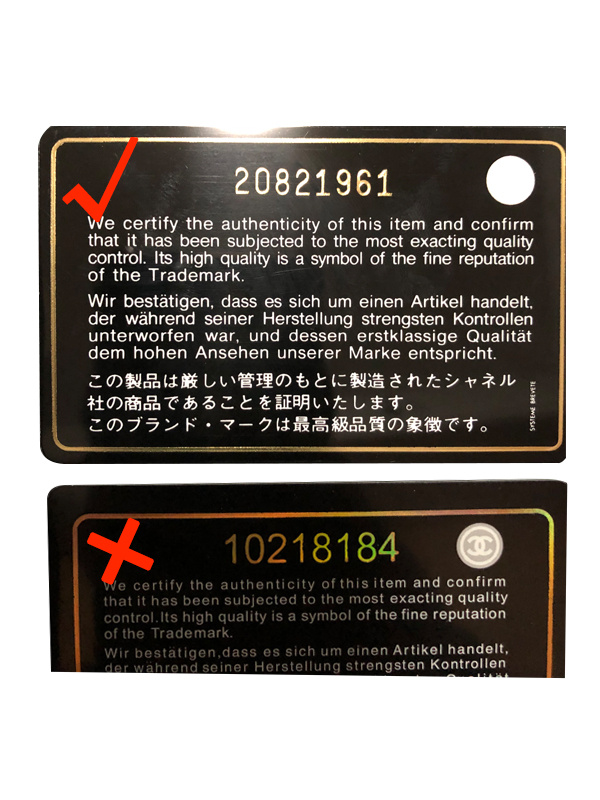 20821961
We certify the authenticity of this item and confirm
that it has been subjected to the most exacting quality
control. Its high quality is a symbol of the fine reputation
of the Trademark.
Wir bestätigen, dass es sich um einen Artikel handelt,
der während seiner Herstellung strengsten Kontrollen
unterworfen war, und dessen erstklassige Qualität
dem hohen Ansehen unserer Marke entspricht.
この製品は厳しい管理のもとに製造されたシャネル
社の商品であることを証明いたします。
このブランド・マークは最高級品質の象徴です。
SYSTEME BREVETE
10218184
We certify the authenticity of this item and confirm
that it has been subjected to the most exacting quality
control.Its high quality is a symbol of the fine reputation
of the Trademark.
Wir bestätigen,dass es sich um einen Artikel handelt,
der während seiner Herstellung strengsten Kontrollen
Qualität